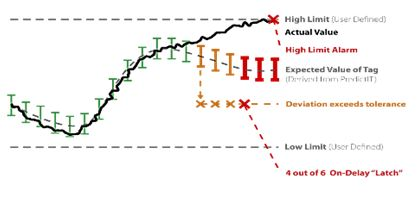 High Limit (User Defined)
Actual Value
High Limit Alarm
Expected Value of Tag
(Derived from PredictIT)
Deviation exceeds tolerance
Low Limit (User Defined)
4 out of 6 On-Delay "Latch"